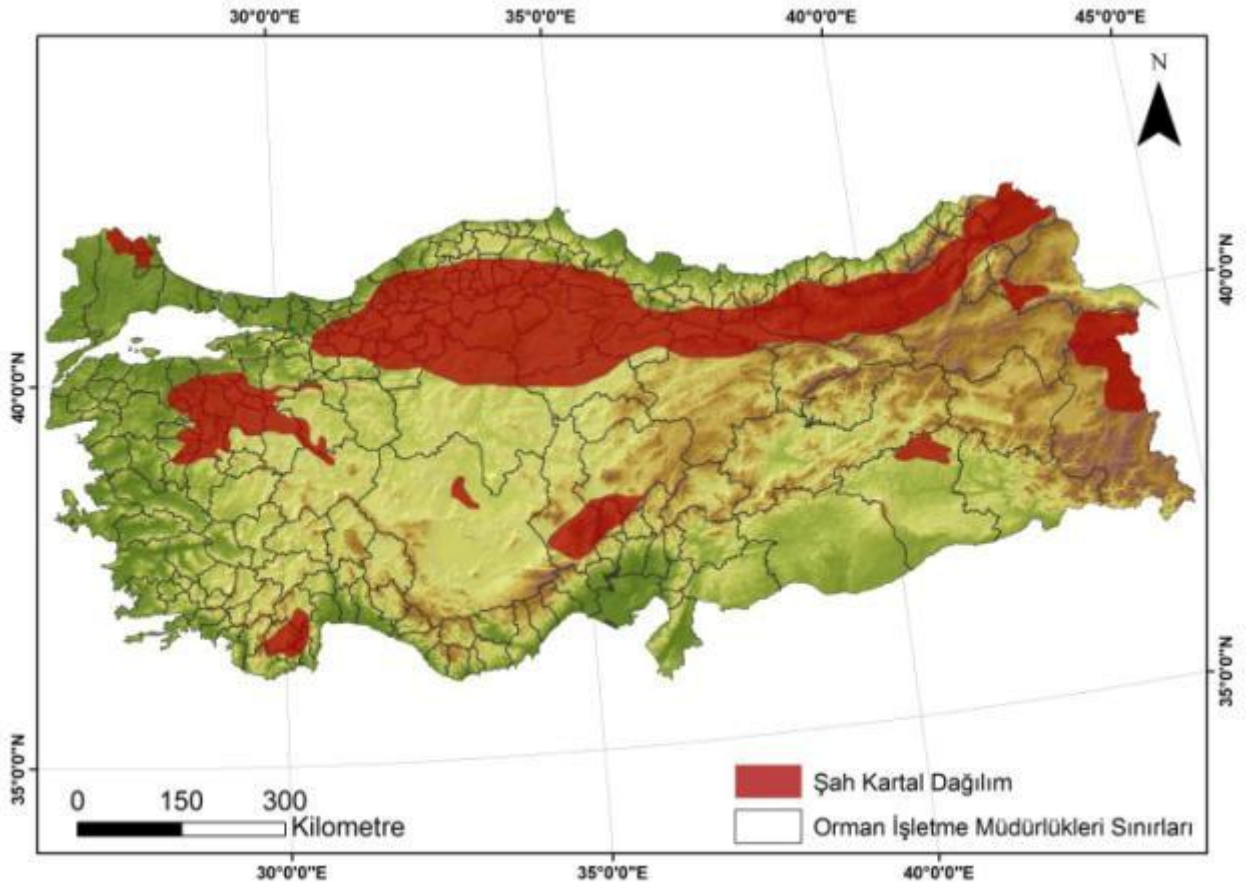 30°0'0"E 35°0'0"E 40°0'0"E 45°0'0"E
N
40°0'0"N
40°0'0"N
35°0'0"N
35°0'0"N
Şah Kartal Dağılım
Orman İşletme Müdürlükleri Sınırları
0 150 300
Kilometre
30°0'0"E 35°0'0"E 40°0'0"E